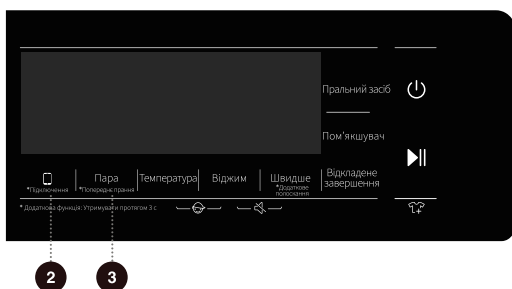 Пральний засіб
Пом'якшувач
*Підключення
Пара
*Попереднє прання
Температура
Віджим
Швидше
*Додаткове
полоскання
Відкладене
завершення
* Додаткова функція: Утримувати протягом 3 с
2
3